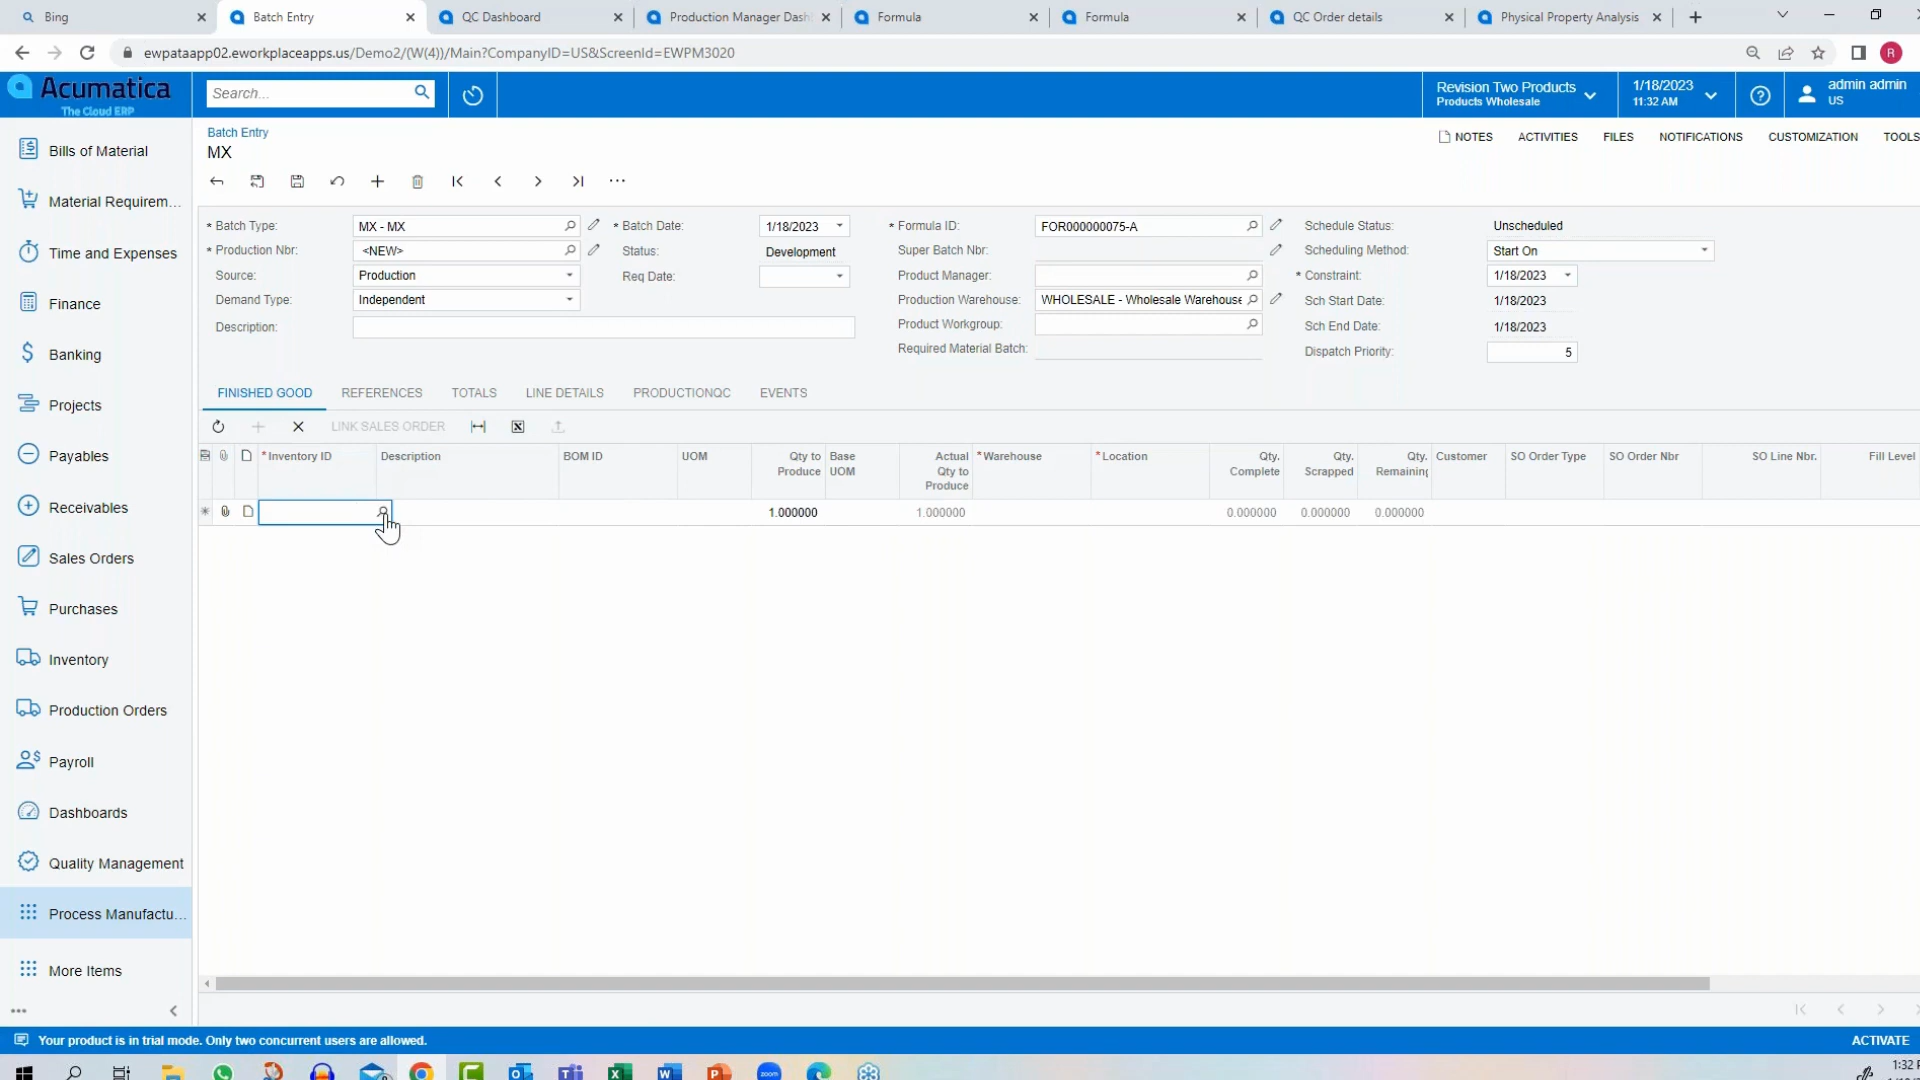 Bing
Batch Entry
QC Dashboard
Production Manager Dash
Formula
Formula
QC Order details
Physical Property Analysis
ewpataapp02.eworkplaceapps.us/Demo2/(W(4))/Main?CompanyID=US&ScreenId=EWPM3020
R
Acumatica
The Cloud ERP
Search...
Revision Two Products
Products Wholesale
1/18/2023
11:32 AM
admin admin
US
Bills of Material
Material Requirem...
Time and Expenses
Finance
Banking
Projects
Payables
Receivables
Sales Orders
Purchases
Inventory
Production Orders
Payroll
Dashboards
Quality Management
Process Manufactu...
More Items
Batch Entry
MX
NOTES ACTIVITIES FILES NOTIFICATIONS CUSTOMIZATION TOOLS
* Batch Type: MX - MX
* Production Nbr: <NEW>
Source: Production
Demand Type: Independent
Description:
* Batch Date: 1/18/2023
Status: Development
Req Date:
* Formula ID: FOR000000075-A
Super Batch Nbr:
Product Manager:
Production Warehouse: WHOLESALE - Wholesale Warehouse
Product Workgroup:
Required Material Batch:
Schedule Status: Unscheduled
Scheduling Method: Start On
* Constraint: 1/18/2023
Sch Start Date: 1/18/2023
Sch End Date: 1/18/2023
Dispatch Priority: 5
FINISHED GOOD REFERENCES TOTALS LINE DETAILS PRODUCTIONQC EVENTS
LINK SALES ORDER
* Inventory ID
Description
BOM ID
UOM
Qty to Produce
Base UOM
Actual Qty to Produce
* Warehouse
* Location
Qty. Complete
Qty. Scrapped
Qty. Remaining
Customer
SO Order Type
SO Order Nbr
SO Line Nbr.
Fill Level
1.000000 1.000000 0.000000 0.000000 0.000000
Your product is in trial mode. Only two concurrent users are allowed.
ACTIVATE
zoom